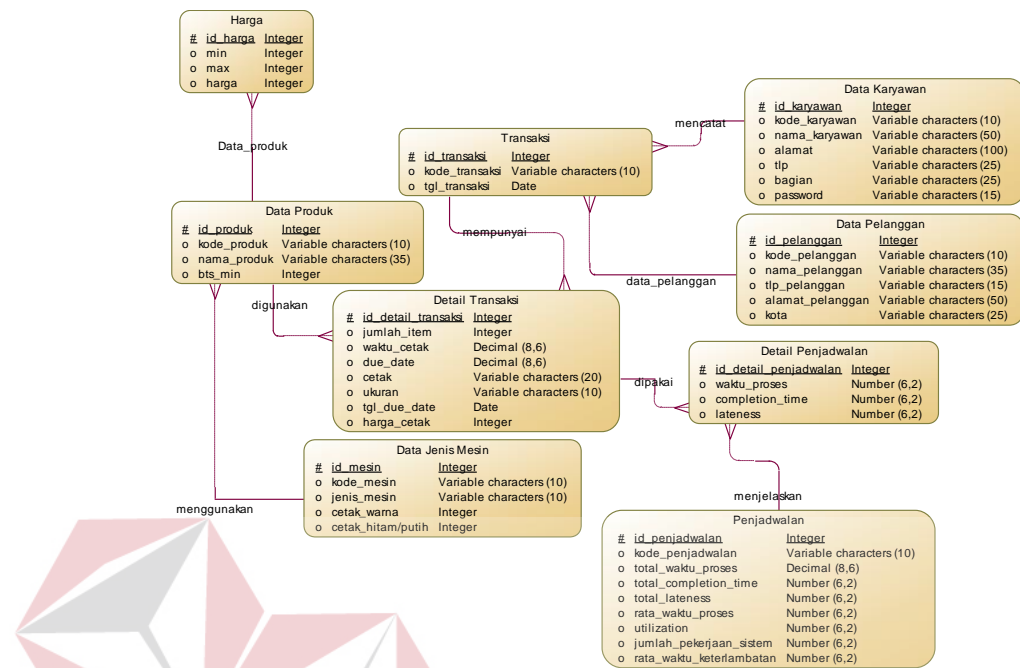 Harga
# id_harga Integer
o min Integer
o max Integer
o harga Integer
Data_produk
Data Produk
# id_produk Integer
o kode_produk Variable characters (10)
o nama_produk Variable characters (35)
o bts_min Integer
Transaksi
# id_transaksi Integer
o kode_transaksi Variable characters (10)
o tgl_transaksi Date
mencatat
Data Karyawan
# id_karyawan Integer
o kode_karyawan Variable characters (10)
o nama_karyawan Variable characters (50)
o alamat Variable characters (100)
o tlp Variable characters (25)
o bagian Variable characters (25)
o password Variable characters (15)
mempunyai
data_pelanggan
Data Pelanggan
# id_pelanggan Integer
o kode_pelanggan Variable characters (10)
o nama_pelanggan Variable characters (35)
o tlp_pelanggan Variable characters (15)
o alamat_pelanggan Variable characters (50)
o kota Variable characters (25)
digunakan
Detail Transaksi
# id_detail_transaksi Integer
o jumlah_item Integer
o waktu_cetak Decimal (8,6)
o due_date Decimal (8,6)
o cetak Variable characters (20)
o ukuran Variable characters (10)
o tgl_due_date Date
o harga_cetak Integer
dipakai
Detail Penjadwalan
# id_detail_penjadwalan Integer
o waktu_proses Number (6,2)
o completion_time Number (6,2)
o lateness Number (6,2)
menggunakan
Data Jenis Mesin
# id_mesin Integer
o kode_mesin Variable characters (10)
o jenis_mesin Variable characters (10)
o cetak_warna Integer
o cetak_hitam/putih Integer
menjelaskan
Penjadwalan
# id_penjadwalan Integer
o kode_penjadwalan Variable characters (10)
o total_waktu_proses Decimal (8,6)
o total_completion_time Number (6,2)
o total_lateness Number (6,2)
o rata_waktu_proses Number (6,2)
o utilization Number (6,2)
o jumlah_pekerjaan_sistem Number (6,2)
o rata_waktu_keterlambatan Number (6,2)